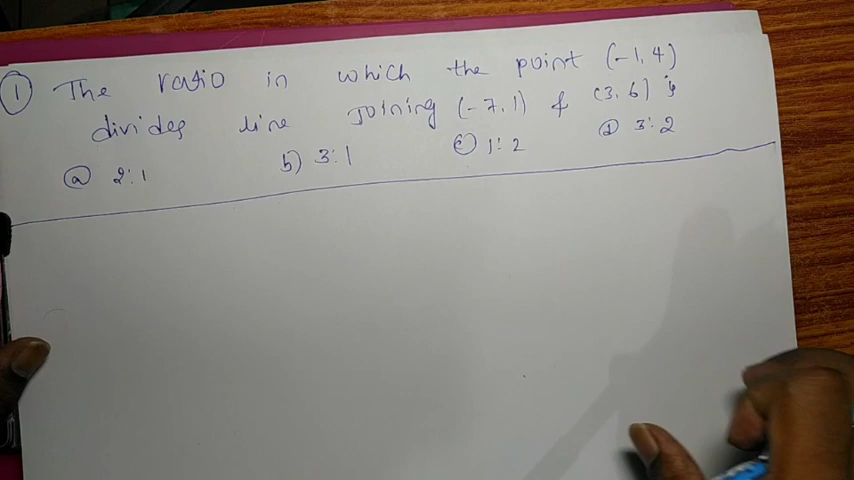 ① The ratio in which the point (-1, 4)
divides line joining (-7, 1) & (3, 6) is
ⓐ 2:1 b) 3:1 ⓒ 1:2 ⓓ 3:2